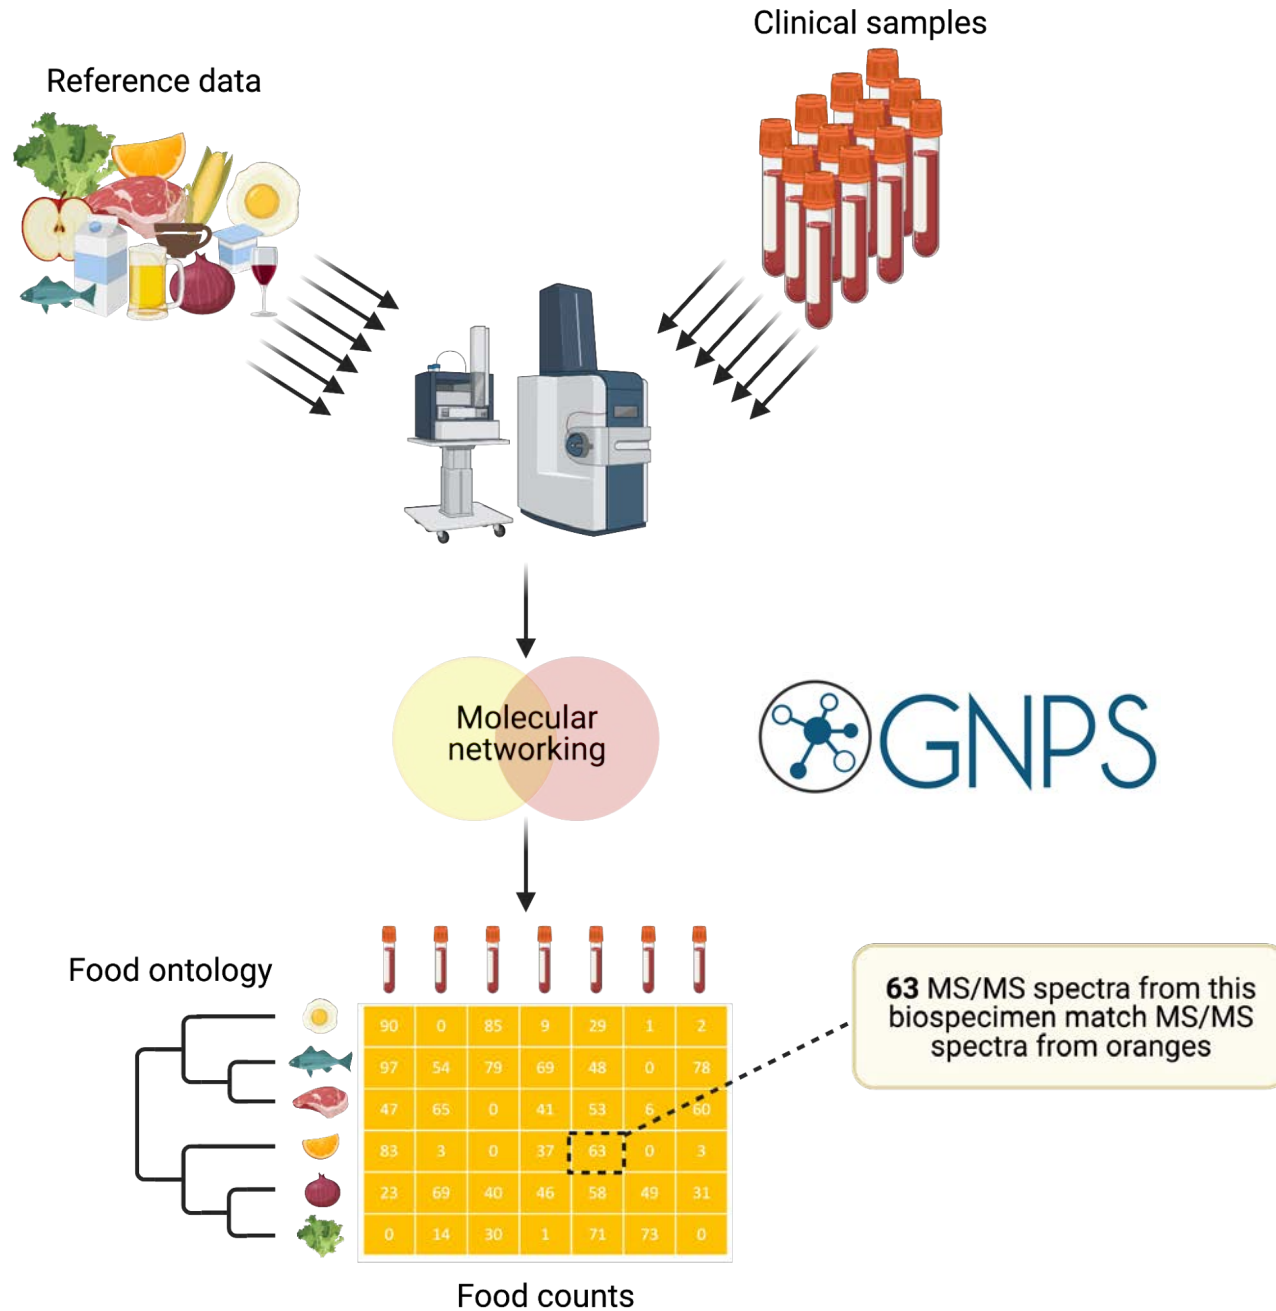 Clinical samples
Reference data
Molecular
networking
GNPS
Food ontology
90 0 85 9 29 1 2
97 54 79 69 48 0 78
47 65 0 41 53 6 60
83 3 0 37 63 0 3
23 69 40 46 58 49 31
0 14 30 1 71 73 0
63 MS/MS spectra from this
biospecimen match MS/MS
spectra from oranges
Food counts